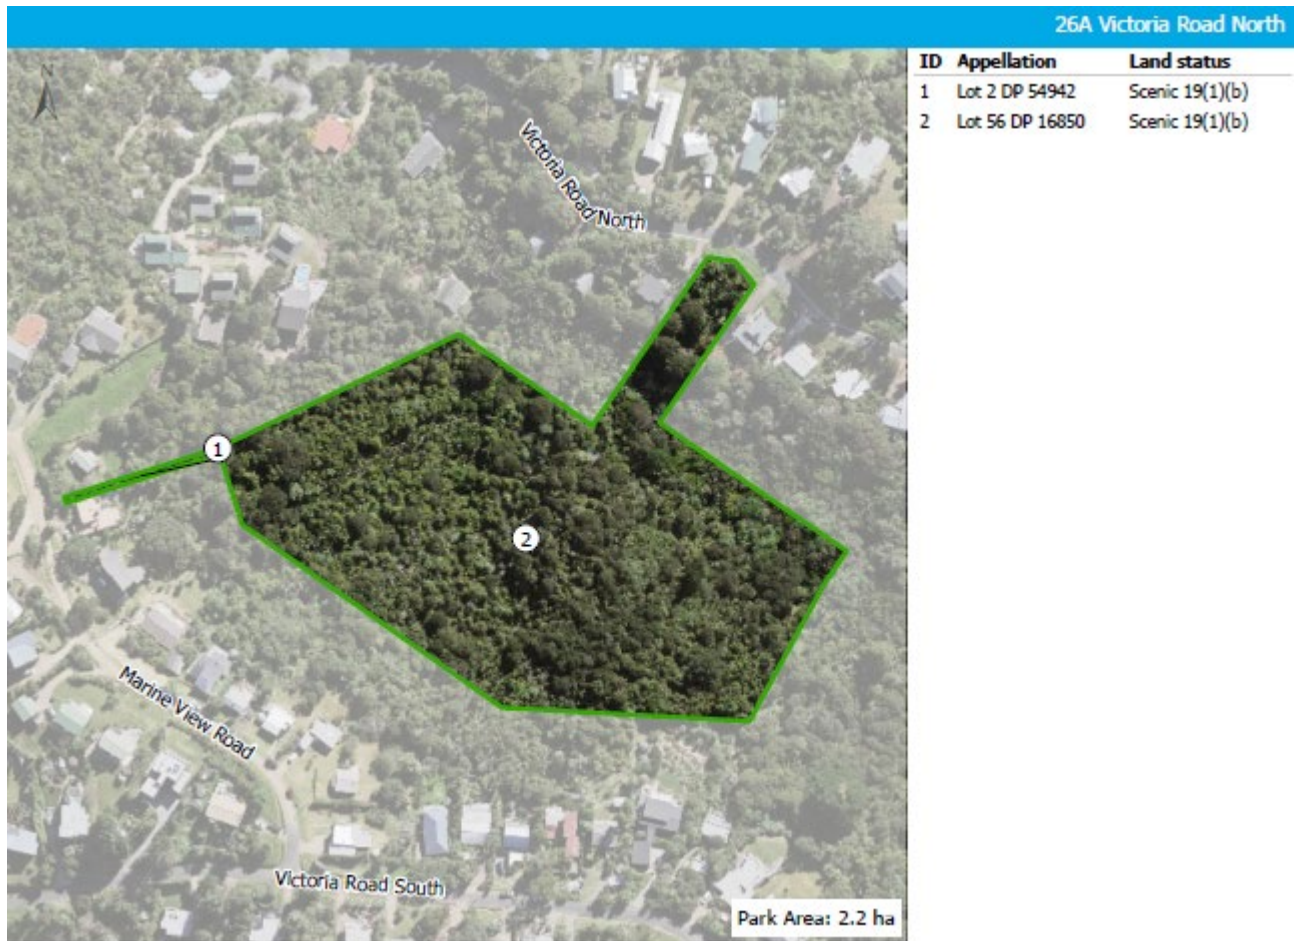 26A Victoria Road North
ID Appellation Land status
1 Lot 2 DP 54942 Scenic 19(1)(b)
2 Lot 56 DP 16850 Scenic 19(1)(b)
N
Victoria Road North
1
2
Marine View Road
Victoria Road South
Park Area: 2.2 ha